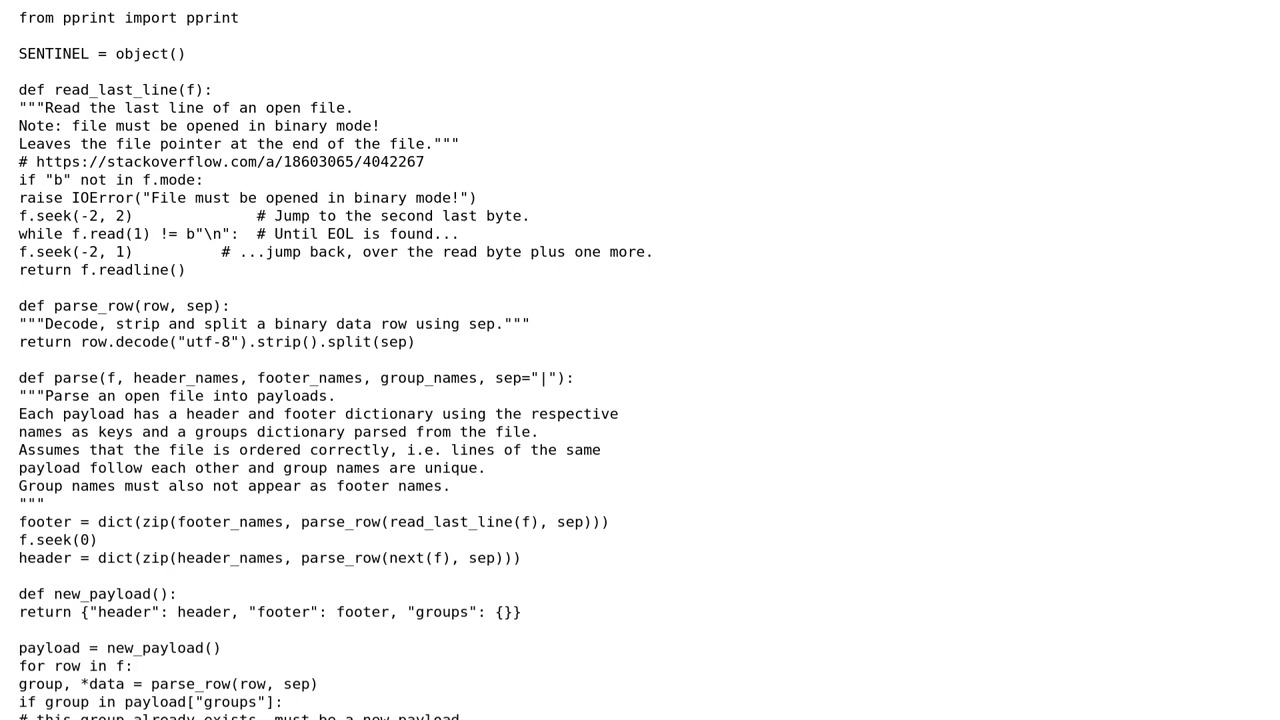 from pprint import pprint

SENTINEL = object()

def read_last_line(f):
"""Read the last line of an open file.
Note: file must be opened in binary mode!
Leaves the file pointer at the end of the file."""
# https://stackoverflow.com/a/18603065/4042267
if "b" not in f.mode:
raise IOError("File must be opened in binary mode!")
f.seek(-2, 2)              # Jump to the second last byte.
while f.read(1) != b"\n":  # Until EOL is found...
f.seek(-2, 1)          # ...jump back, over the read byte plus one more.
return f.readline()

def parse_row(row, sep):
"""Decode, strip and split a binary data row using sep."""
return row.decode("utf-8").strip().split(sep)

def parse(f, header_names, footer_names, group_names, sep="|"):
"""Parse an open file into payloads.
Each payload has a header and footer dictionary using the respective
names as keys and a groups dictionary parsed from the file.
Assumes that the file is ordered correctly, i.e. lines of the same
payload follow each other and group names are unique.
Group names must also not appear as footer names.
"""
footer = dict(zip(footer_names, parse_row(read_last_line(f), sep)))
f.seek(0)
header = dict(zip(header_names, parse_row(next(f), sep)))

def new_payload():
return {"header": header, "footer": footer, "groups": {}}

payload = new_payload()
for row in f:
group, *data = parse_row(row, sep)
if group in payload["groups"]:
# this group already exists, must be a new payload